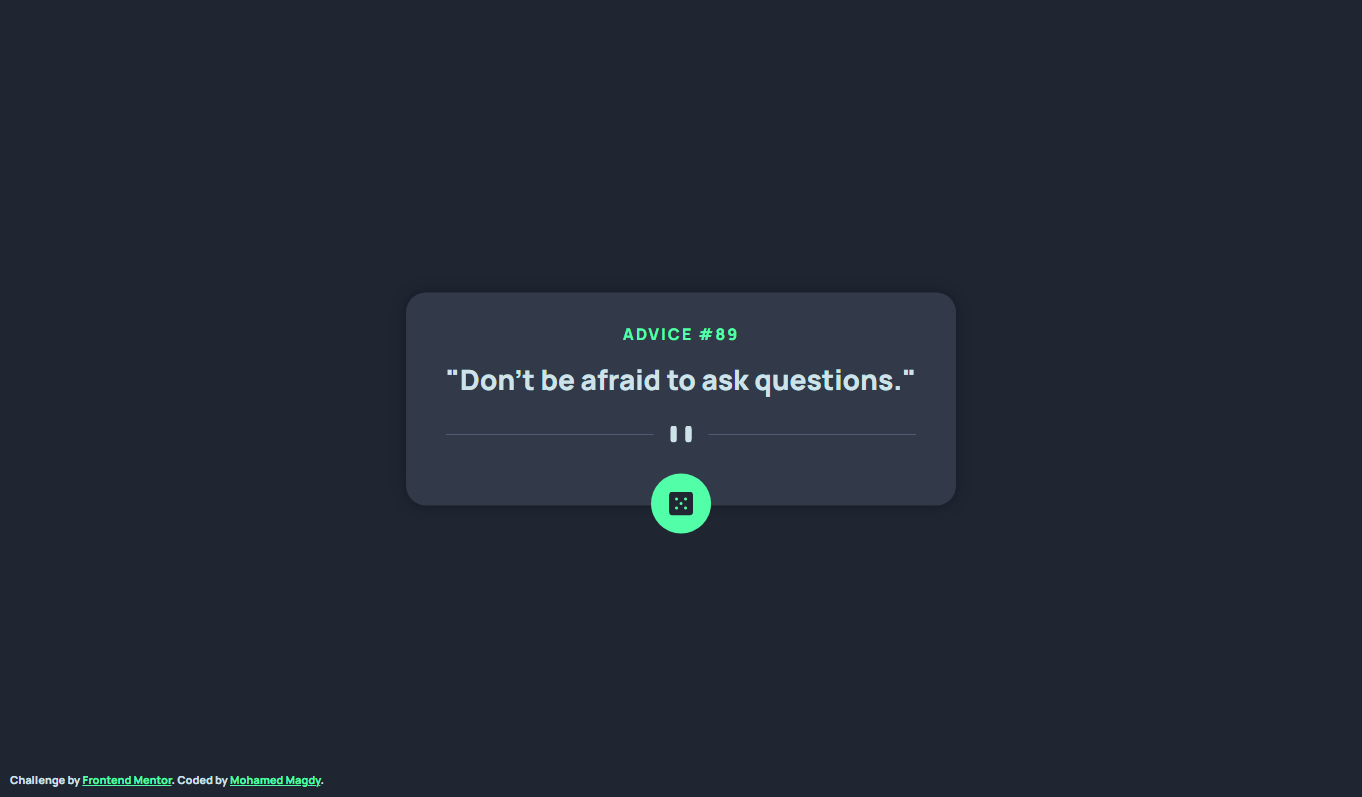 ADVICE #89
"Don't be afraid to ask questions."
Challenge by Frontend Mentor. Coded by Mohamed Magdy.